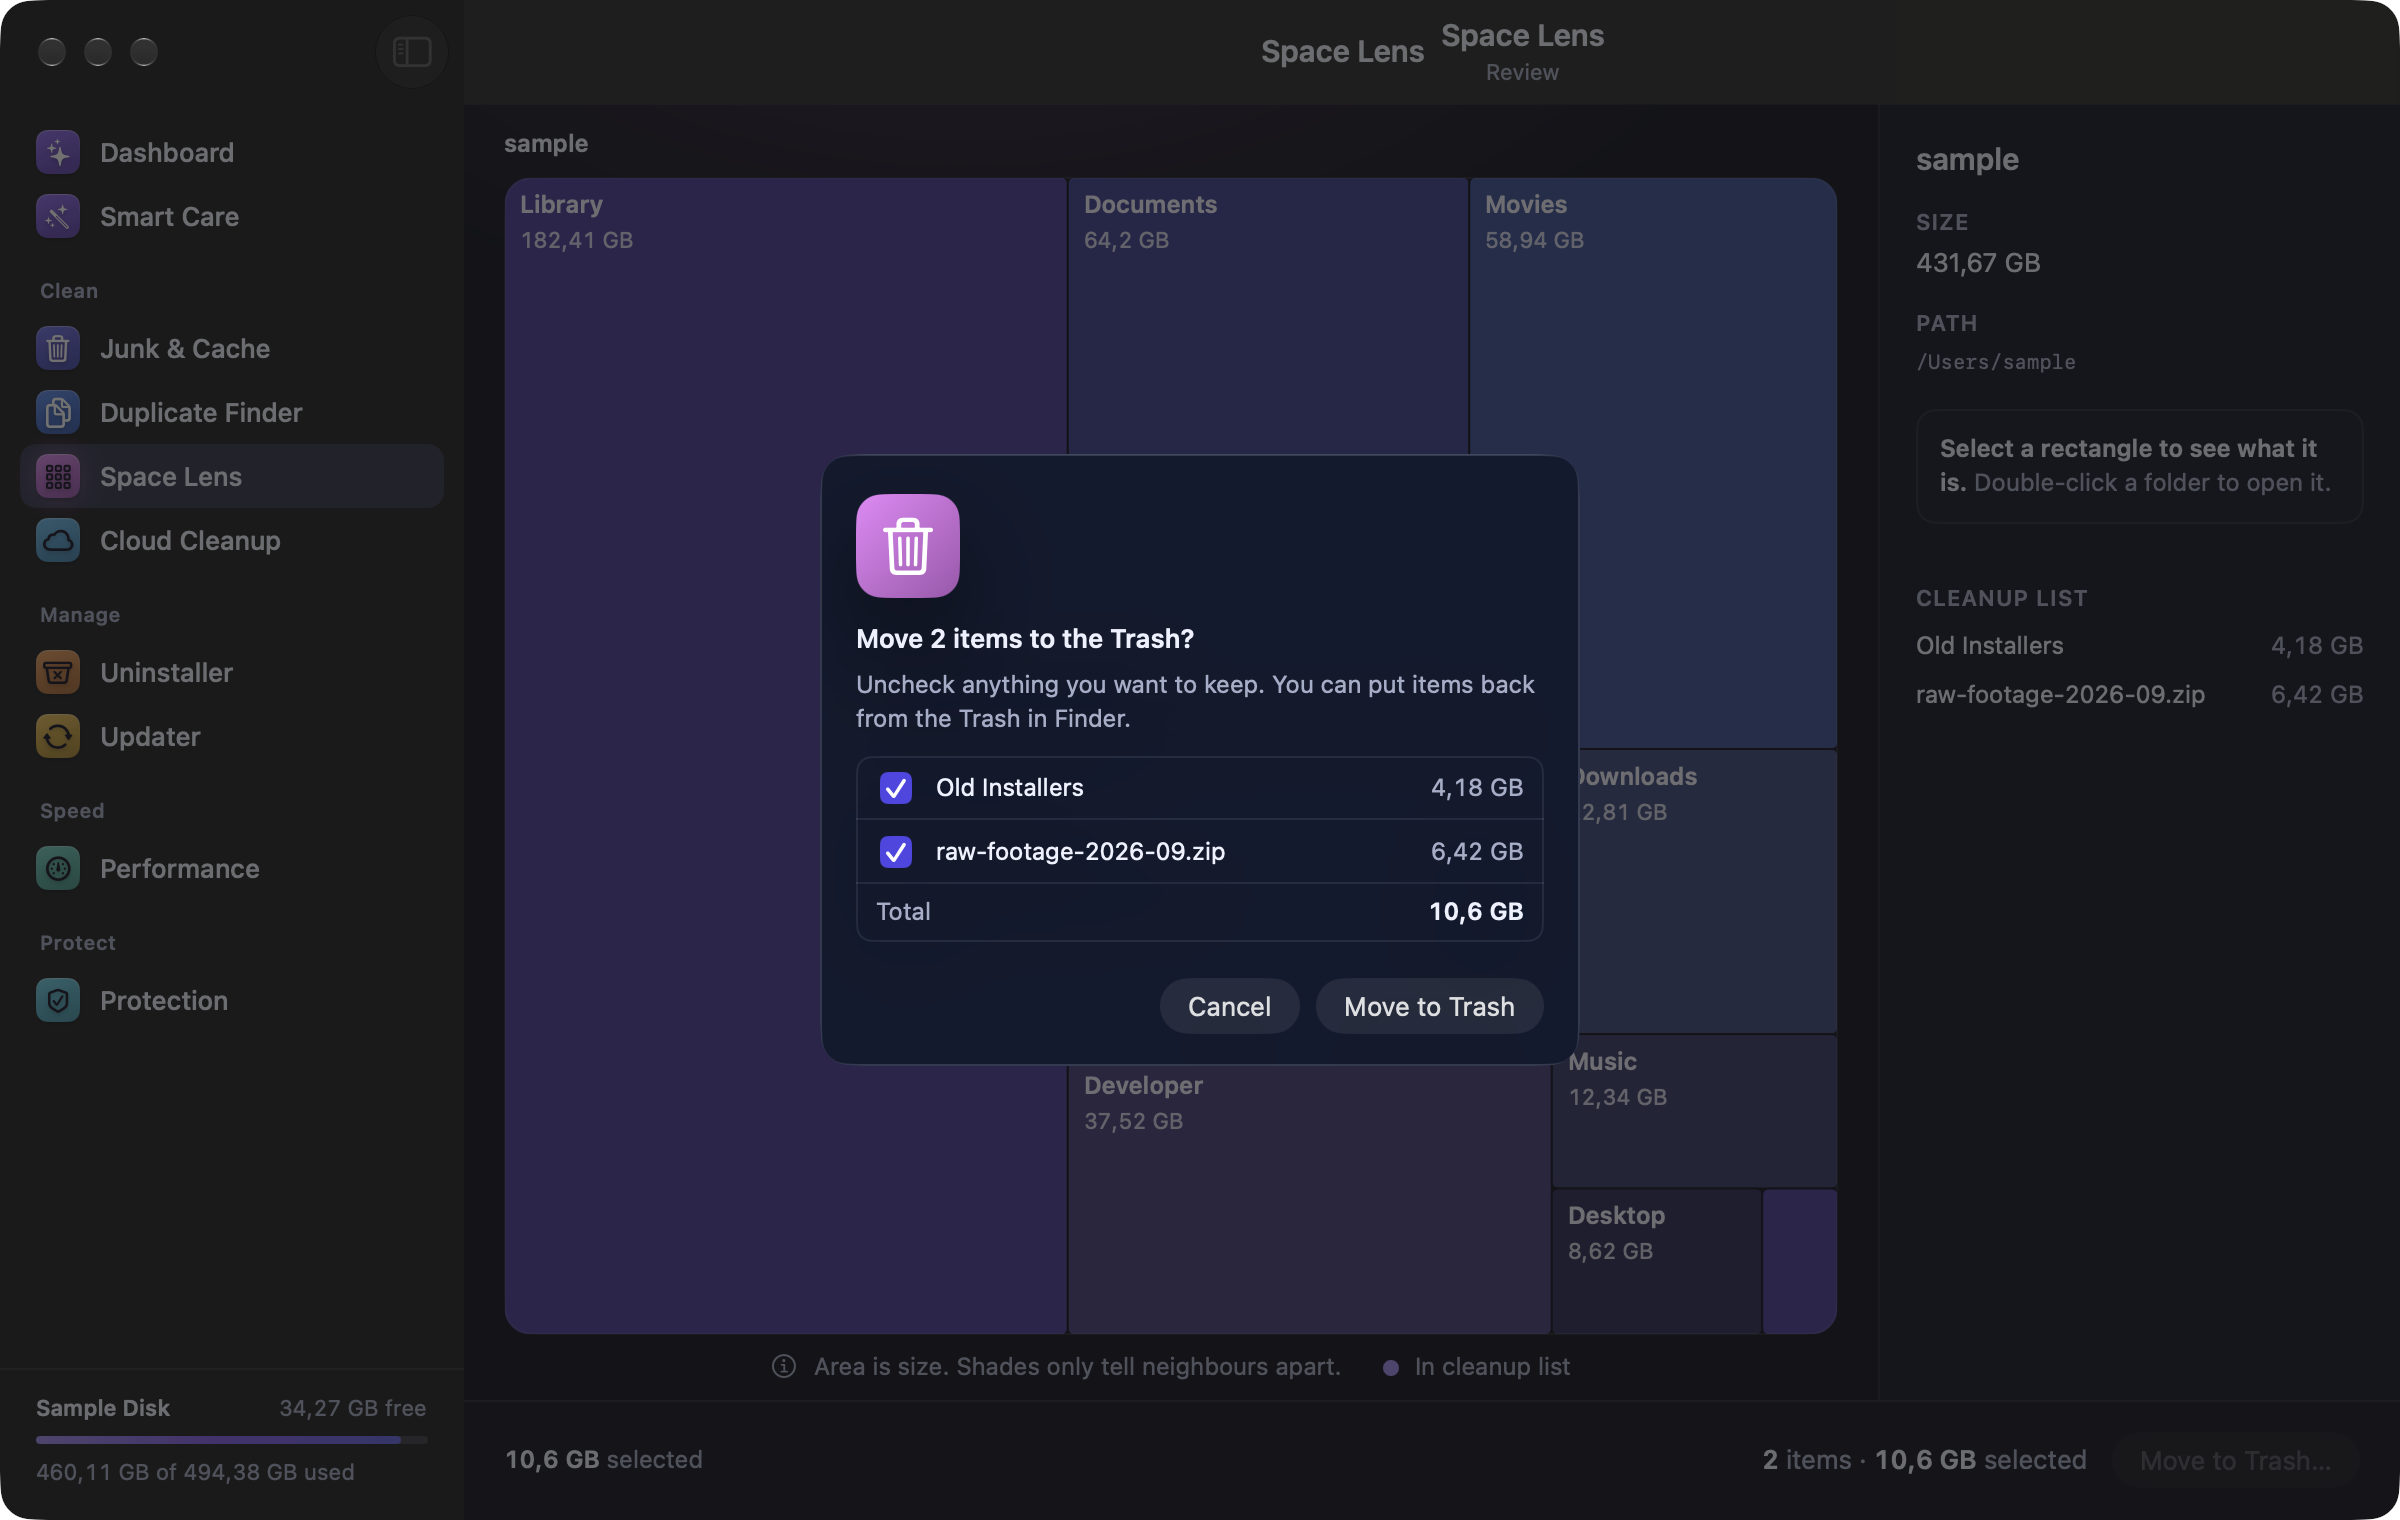 Space Lens
Space Lens
Review
Dashboard
Smart Care
Clean
Junk & Cache
Duplicate Finder
Space Lens
Cloud Cleanup
Manage
Uninstaller
Updater
Speed
Performance
Protect
Protection
Sample Disk
34,27 GB free
460,11 GB of 494,38 GB used
sample
Library
182,41 GB
Documents
64,2 GB
Movies
58,94 GB
Move 2 items to the Trash?
Uncheck anything you want to keep. You can put items back
from the Trash in Finder.
Old Installers 4,18 GB
raw-footage-2026-09.zip 6,42 GB
Total 10,6 GB
Cancel
Move to Trash
ownloads
2,81 GB
Developer
37,52 GB
Music
12,34 GB
Desktop
8,62 GB
Area is size. Shades only tell neighbours apart.
In cleanup list
sample
SIZE
431,67 GB
PATH
/Users/sample
Select a rectangle to see what it
is. Double-click a folder to open it.
CLEANUP LIST
Old Installers 4,18 GB
raw-footage-2026-09.zip 6,42 GB
10,6 GB selected
2 items · 10,6 GB selected
Move to Trash...